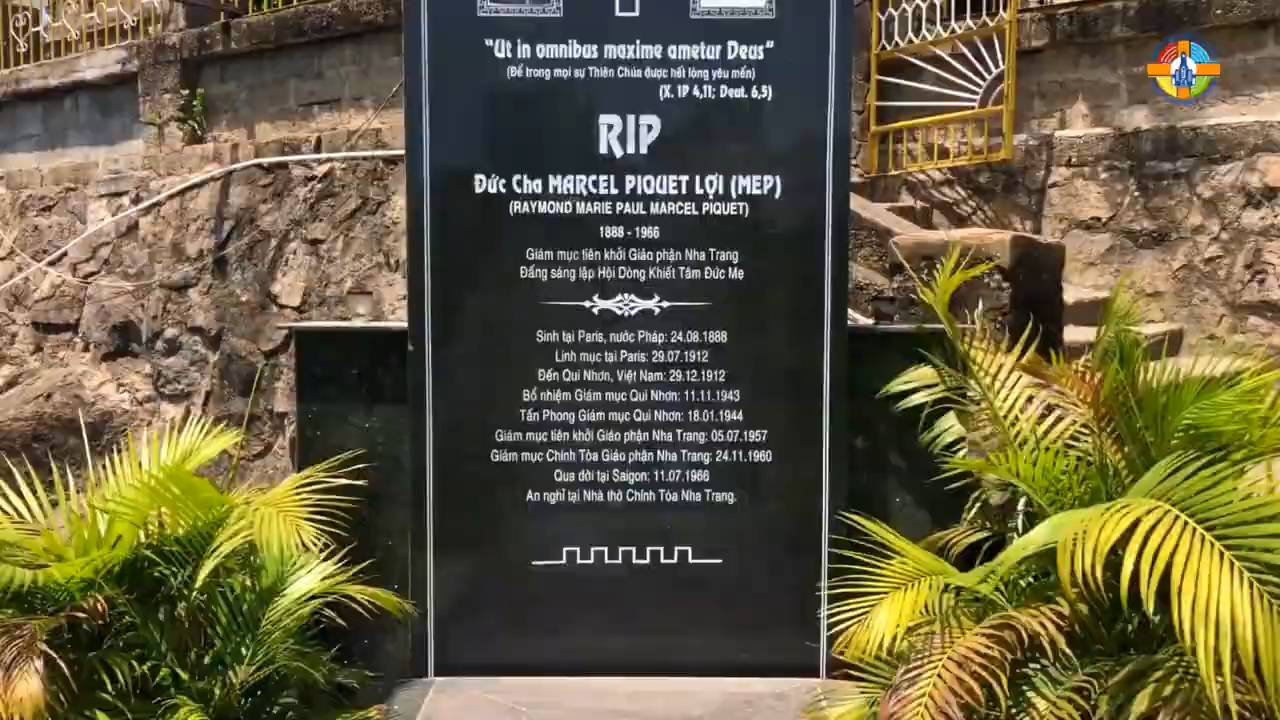 "Ut in omnibus maxime ametur Deus"
(Để trong mọi sự Thiên Chúa được hết lòng yêu mến)
(X. 1P 4,11; Deut. 6,5)
RIP
Đức Cha MARCEL PIQUET LỢI (MEP)
(RAYMOND MARIE PAUL MARCEL PIQUET)
1888 - 1966
Giám mục tiên khởi Giáo phận Nha Trang
Đấng sáng lập Hội Dòng Khiết Tâm Đức Mẹ
Sinh tại Paris, nước Pháp: 24.08.1888
Linh mục tại Paris: 29.07.1912
Đến Qui Nhơn, Việt Nam: 29.12.1912
Bổ nhiệm Giám mục Qui Nhơn: 11.11.1943
Tấn Phong Giám mục Qui Nhơn: 18.01.1944
Giám mục tiên khởi Giáo phận Nha Trang: 05.07.1957
Giám mục Chính Tòa Giáo phận Nha Trang: 24.11.1960
Qua đời tại Saigon: 11.07.1966
An nghỉ tại Nhà thờ Chính Tòa Nha Trang.